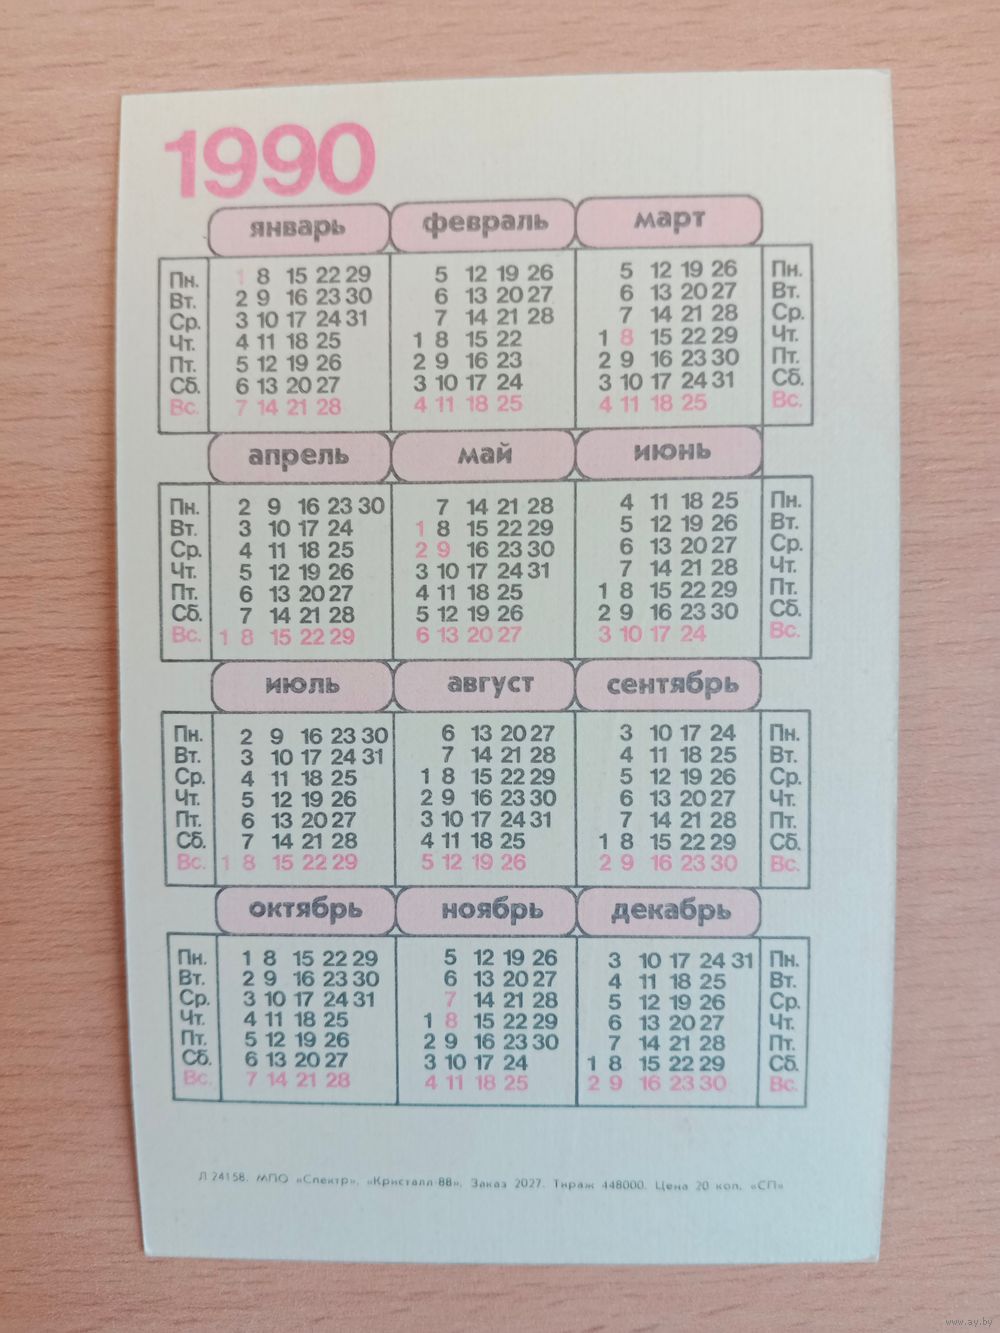 1990
январь февраль март
Пн. 1 8 15 22 29 5 12 19 26 5 12 19 26 Пн.
Вт. 2 9 16 23 30 6 13 20 27 6 13 20 27 Вт.
Ср. 3 10 17 24 31 7 14 21 28 7 14 21 28 Ср.
Чт. 4 11 18 25 1 8 15 22 1 8 15 22 29 Чт.
Пт. 5 12 19 26 2 9 16 23 2 9 16 23 30 Пт.
Сб. 6 13 20 27 3 10 17 24 3 10 17 24 31 Сб.
Вс. 7 14 21 28 4 11 18 25 4 11 18 25 Вс.
апрель май июнь
Пн. 2 9 16 23 30 7 14 21 28 4 11 18 25 Пн.
Вт. 3 10 17 24 1 8 15 22 29 5 12 19 26 Вт.
Ср. 4 11 18 25 2 9 16 23 30 6 13 20 27 Ср.
Чт. 5 12 19 26 3 10 17 24 31 7 14 21 28 Чт.
Пт. 6 13 20 27 4 11 18 25 1 8 15 22 29 Пт.
Сб. 7 14 21 28 5 12 19 26 2 9 16 23 30 Сб.
Вс. 1 8 15 22 29 6 13 20 27 3 10 17 24 Вс.
июль август сентябрь
Пн. 2 9 16 23 30 6 13 20 27 3 10 17 24 Пн.
Вт. 3 10 17 24 31 7 14 21 28 4 11 18 25 Вт.
Ср. 4 11 18 25 1 8 15 22 29 5 12 19 26 Ср.
Чт. 5 12 19 26 2 9 16 23 30 6 13 20 27 Чт.
Пт. 6 13 20 27 3 10 17 24 31 7 14 21 28 Пт.
Сб. 7 14 21 28 4 11 18 25 1 8 15 22 29 Сб.
Вс. 1 8 15 22 29 5 12 19 26 2 9 16 23 30 Вс.
октябрь ноябрь декабрь
Пн. 1 8 15 22 29 5 12 19 26 3 10 17 24 31 Пн.
Вт. 2 9 16 23 30 6 13 20 27 4 11 18 25 Вт.
Ср. 3 10 17 24 31 7 14 21 28 5 12 19 26 Ср.
Чт. 4 11 18 25 1 8 15 22 29 6 13 20 27 Чт.
Пт. 5 12 19 26 2 9 16 23 30 7 14 21 28 Пт.
Сб. 6 13 20 27 3 10 17 24 1 8 15 22 29 Сб.
Вс. 7 14 21 28 4 11 18 25 2 9 16 23 30 Вс.
Л 24158. МПО «Спектр», «Кристалл-88». Заказ 2027. Тираж 448000. Цена 20 коп. «СП»
www.ay.by